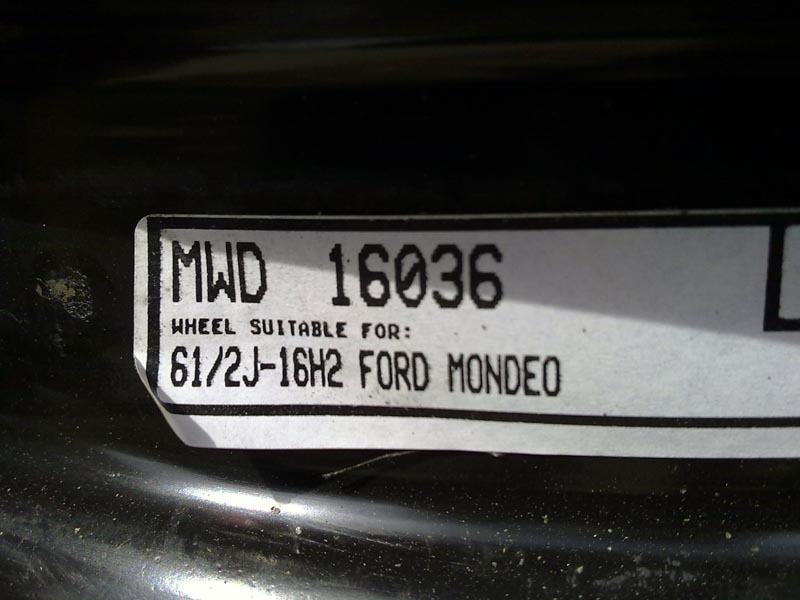 MWD 16036
WHEEL SUITABLE FOR:
61/2J-16H2 FORD MONDEO